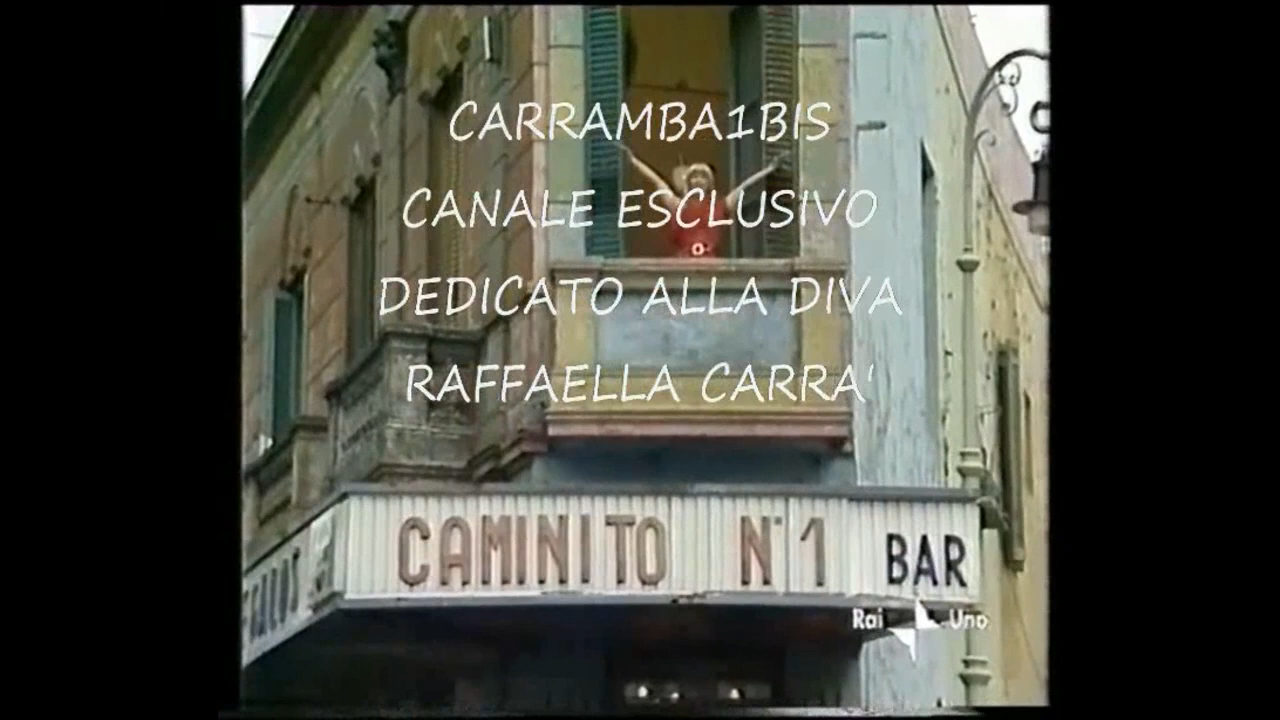 CARRAMBA1BIS
CANALE ESCLUSIVO
DEDICATO ALLA DIVA
RAFFAELLA CARRA'
CAMINITO N°1 BAR
Rai Uno